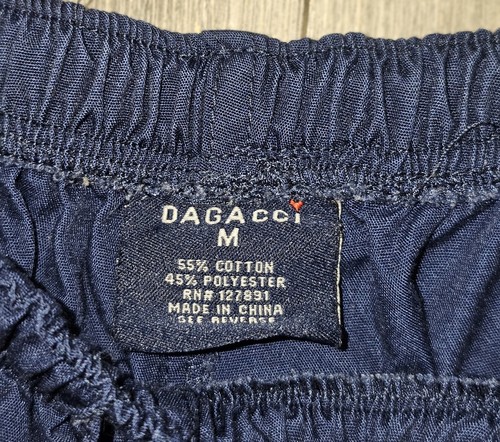 DAGACCi
M
55% COTTON
45% POLYESTER
RN# 127891
MADE IN CHINA
SEE REVERSE